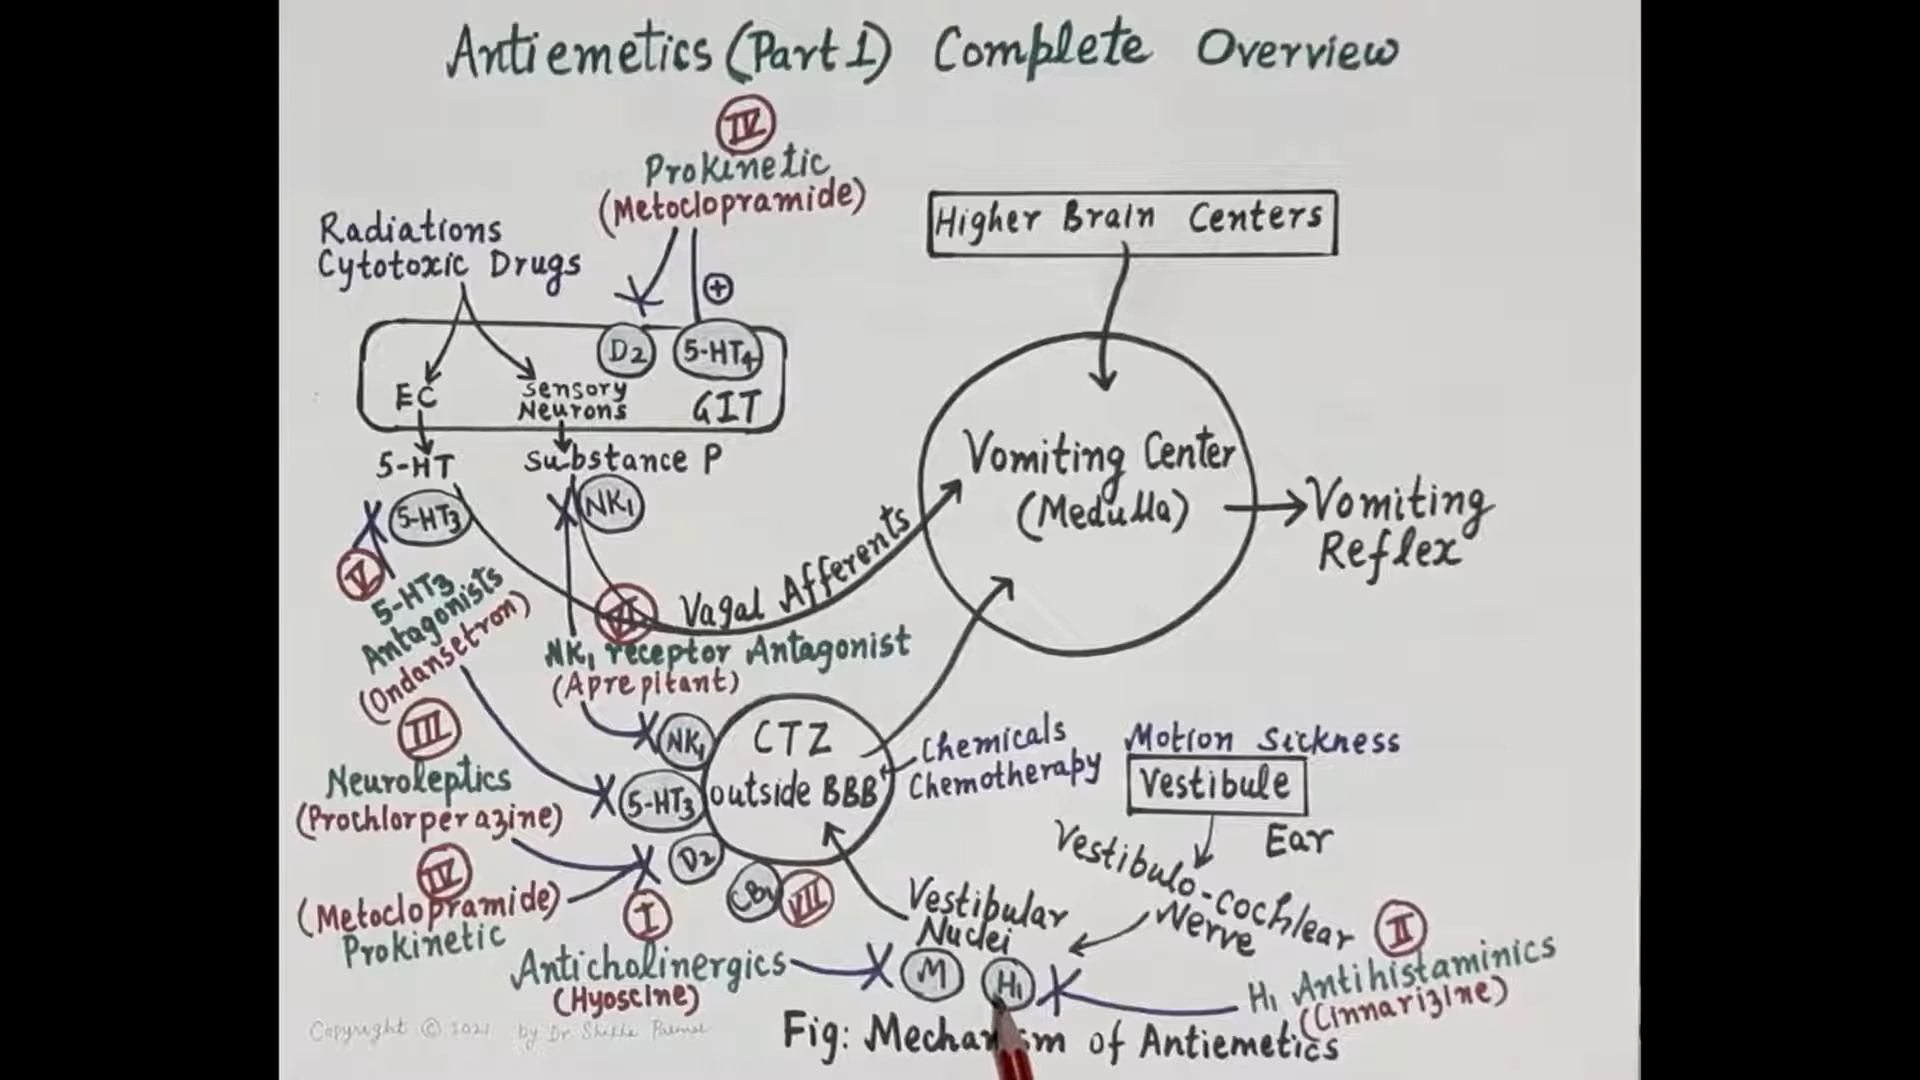 Antiemetics (Part 1) Complete Overview
IV
Prokinetic
(Metoclopramide)
Radiations
Cytotoxic Drugs
+
D2
5-HT4
EC
Sensory
Neurons
GIT
5-HT
Substance P
5-HT3
NK1
V
5-HT3
Antagonists
(Ondansetron)
VI
Vagal Afferents
NK1 receptor Antagonist
(Aprepitant)
Higher Brain Centers
Vomiting Center
(Medulla)
Vomiting
Reflex
III
Neuroleptics
(Prochlorperazine)
IV
(Metoclopramide)
Prokinetic
NK1
5-HT3
D2
CB1
VII
CTZ
outside BBB
Chemicals
Chemotherapy
Motion Sickness
Vestibule
Ear
Vestibulo-cochlear
Nerve
Vestibular
Nuclei
I
Anticholinergics
(Hyoscine)
M
H1
II
H1 Antihistaminics
(Cinnarizine)
Copyright © 2021 by Dr
Fig: Mechanism of Antiemetics